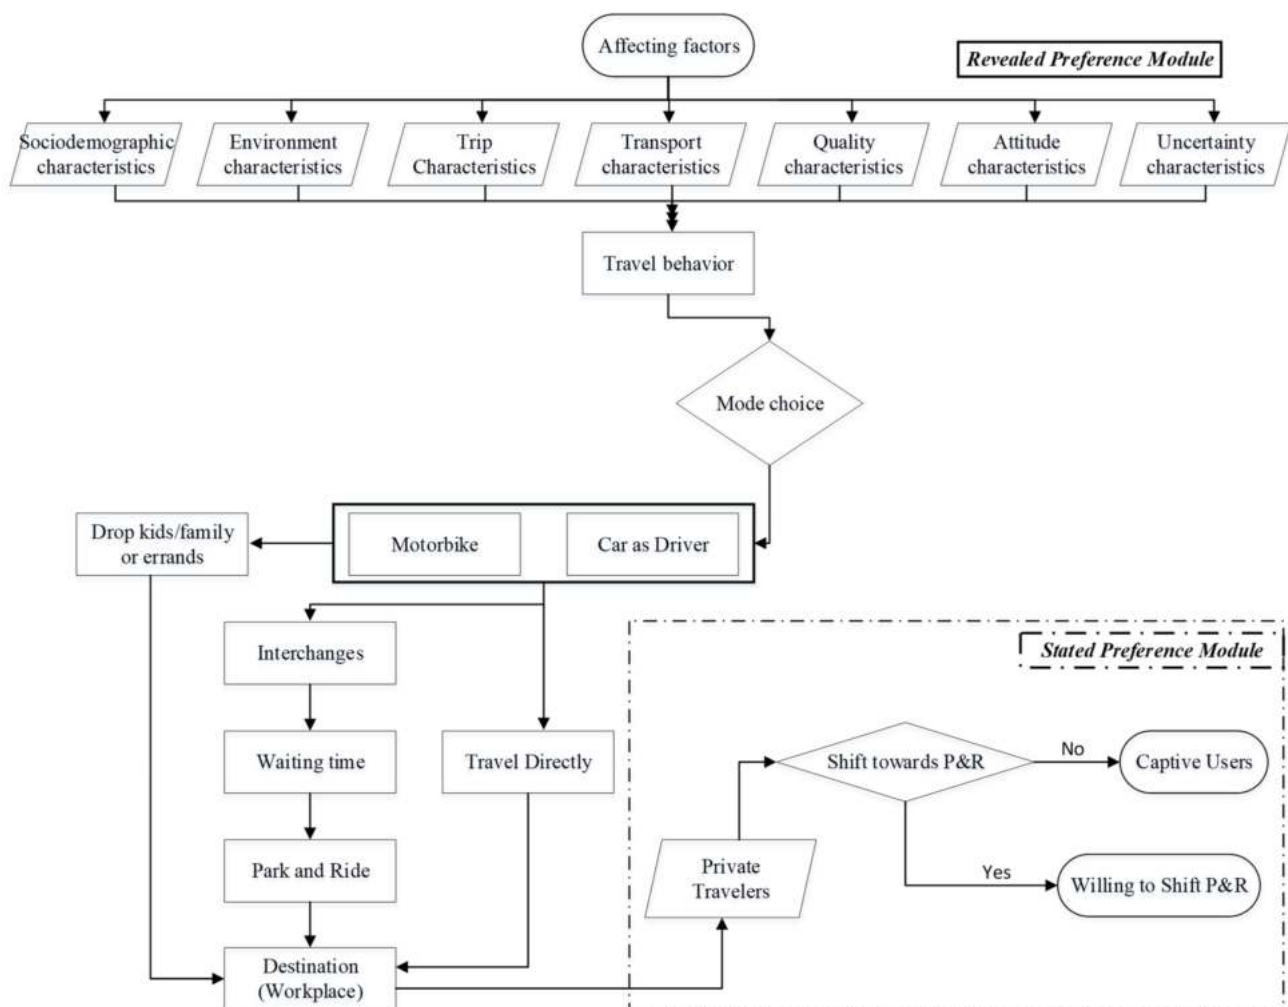 Affecting factors
Revealed Preference Module
Sociodemographic
characteristics
Environment
characteristics
Trip
Characteristics
Transport
characteristics
Quality
characteristics
Attitude
characteristics
Uncertainty
characteristics
Travel behavior
Mode choice
Drop kids/family
or errands
Motorbike
Car as Driver
Interchanges
Stated Preference Module
Waiting time
Travel Directly
Shift towards P&R
No
Captive Users
Park and Ride
Private
Travelers
Yes
Willing to Shift P&R
Destination
(Workplace)